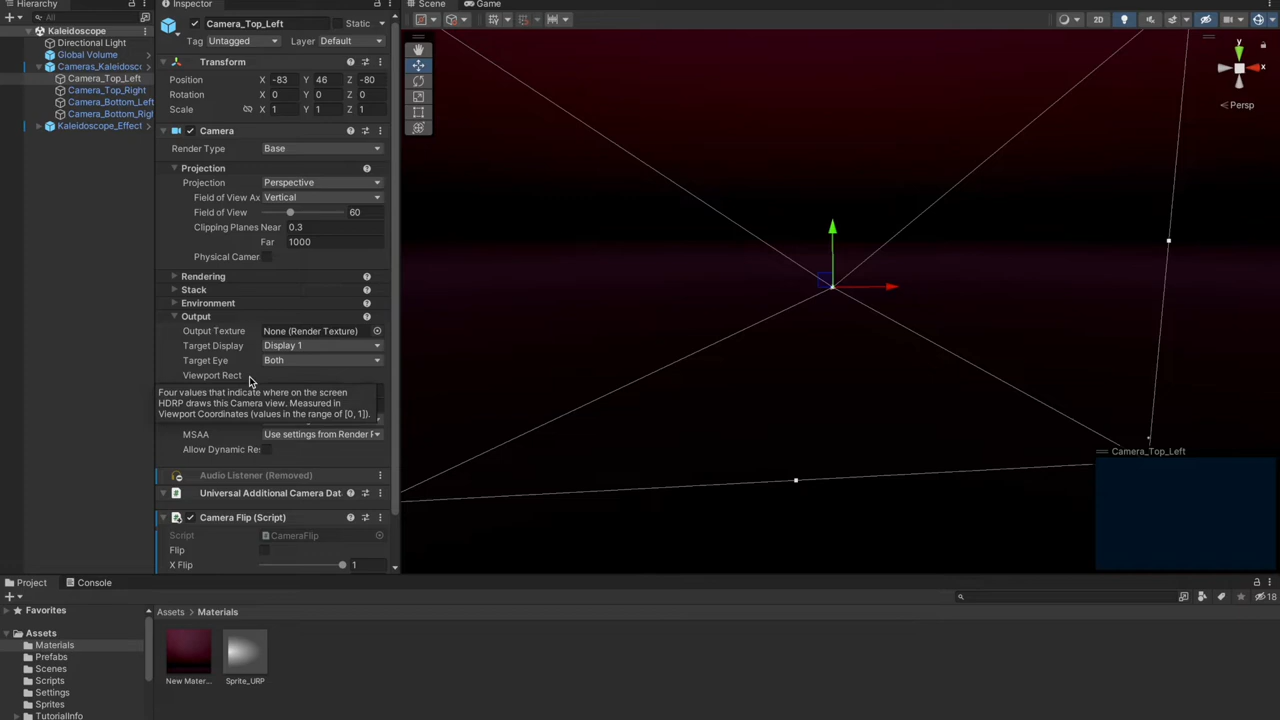 Hierarchy
All
Kaleidoscope
Directional Light
Global Volume
Cameras_Kaleidosc
Camera_Top_Left
Camera_Top_Right
Camera_Bottom_Left
Camera_Bottom_Rig
Kaleidoscope_Effect
Inspector
Camera_Top_Left
Static
Tag Untagged Layer Default
Transform
Position X -83 Y 46 Z -80
Rotation X 0 Y 0 Z 0
Scale X 1 Y 1 Z 1
Camera
Render Type Base
Projection
Projection Perspective
Field of View Ax Vertical
Field of View 60
Clipping Planes Near 0.3
Far 1000
Physical Camer
Rendering
Stack
Environment
Output
Output Texture None (Render Texture)
Target Display Display 1
Target Eye Both
Viewport Rect
Four values that indicate where on the screen
HDRP draws this Camera view. Measured in
Viewport Coordinates (values in the range of [0, 1]).
MSAA Use settings from Render F
Allow Dynamic Re
Audio Listener (Removed)
Universal Additional Camera Dat
Camera Flip (Script)
Script CameraFlip
Flip
X Flip 1
Scene Game
2D
y
x
Persp
Camera_Top_Left
Project Console
18
Favorites
Assets
Materials
Prefabs
Scenes
Scripts
Settings
Sprites
TutorialInfo
Assets > Materials
New Mater... Sprite_URP